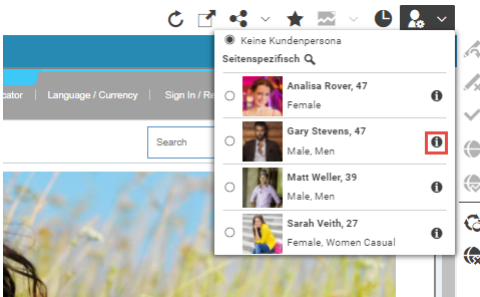 Keine Kundenpersona
Seitenspezifisch
Analisa Rover, 47
Female
Language / Currency
Sign In / Re
Gary Stevens, 47
Search
Male, Men
Matt Weller, 39
Male, Men
Sarah Veith, 27
Female, Women Casual